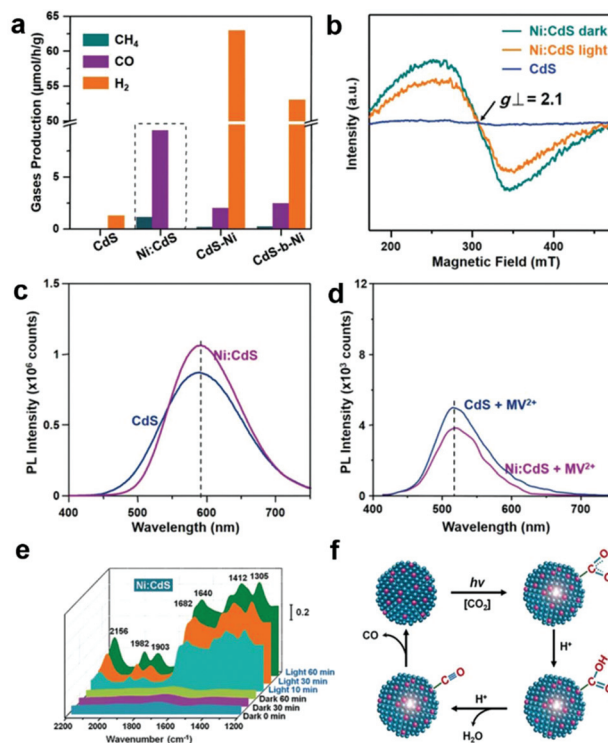 a
CH₄
CO
H₂
Gases Production (µmol/h/g)
65
60
55
50
5
0
CdS
Ni:CdS
CdS-Ni
CdS-b-Ni
b
Ni:CdS dark
Ni:CdS light
CdS
g⊥ = 2.1
Intensity (a.u.)
200
300
400
Magnetic Field (mT)
c
PL Intensity (x10⁶ counts)
1.5
1
0.5
0
Ni:CdS
CdS
400
500
600
700
Wavelength (nm)
d
PL Intensity (x10³ counts)
12
8
4
0
CdS + MV²⁺
Ni:CdS + MV²⁺
400
500
600
700
Wavelength (nm)
e
Ni:CdS
2156
1982
1903
1682
1640
1412
1305
0.2
Light 60 min
Light 30 min
Light 10 min
Dark 60 min
Dark 30 min
Dark 0 min
2200
2000
1800
1600
1400
1200
Wavenumber (cm⁻¹)
f
hν
[CO₂]
C
O
O
H⁺
C
OH
O
H⁺
H₂O
C≡O
CO